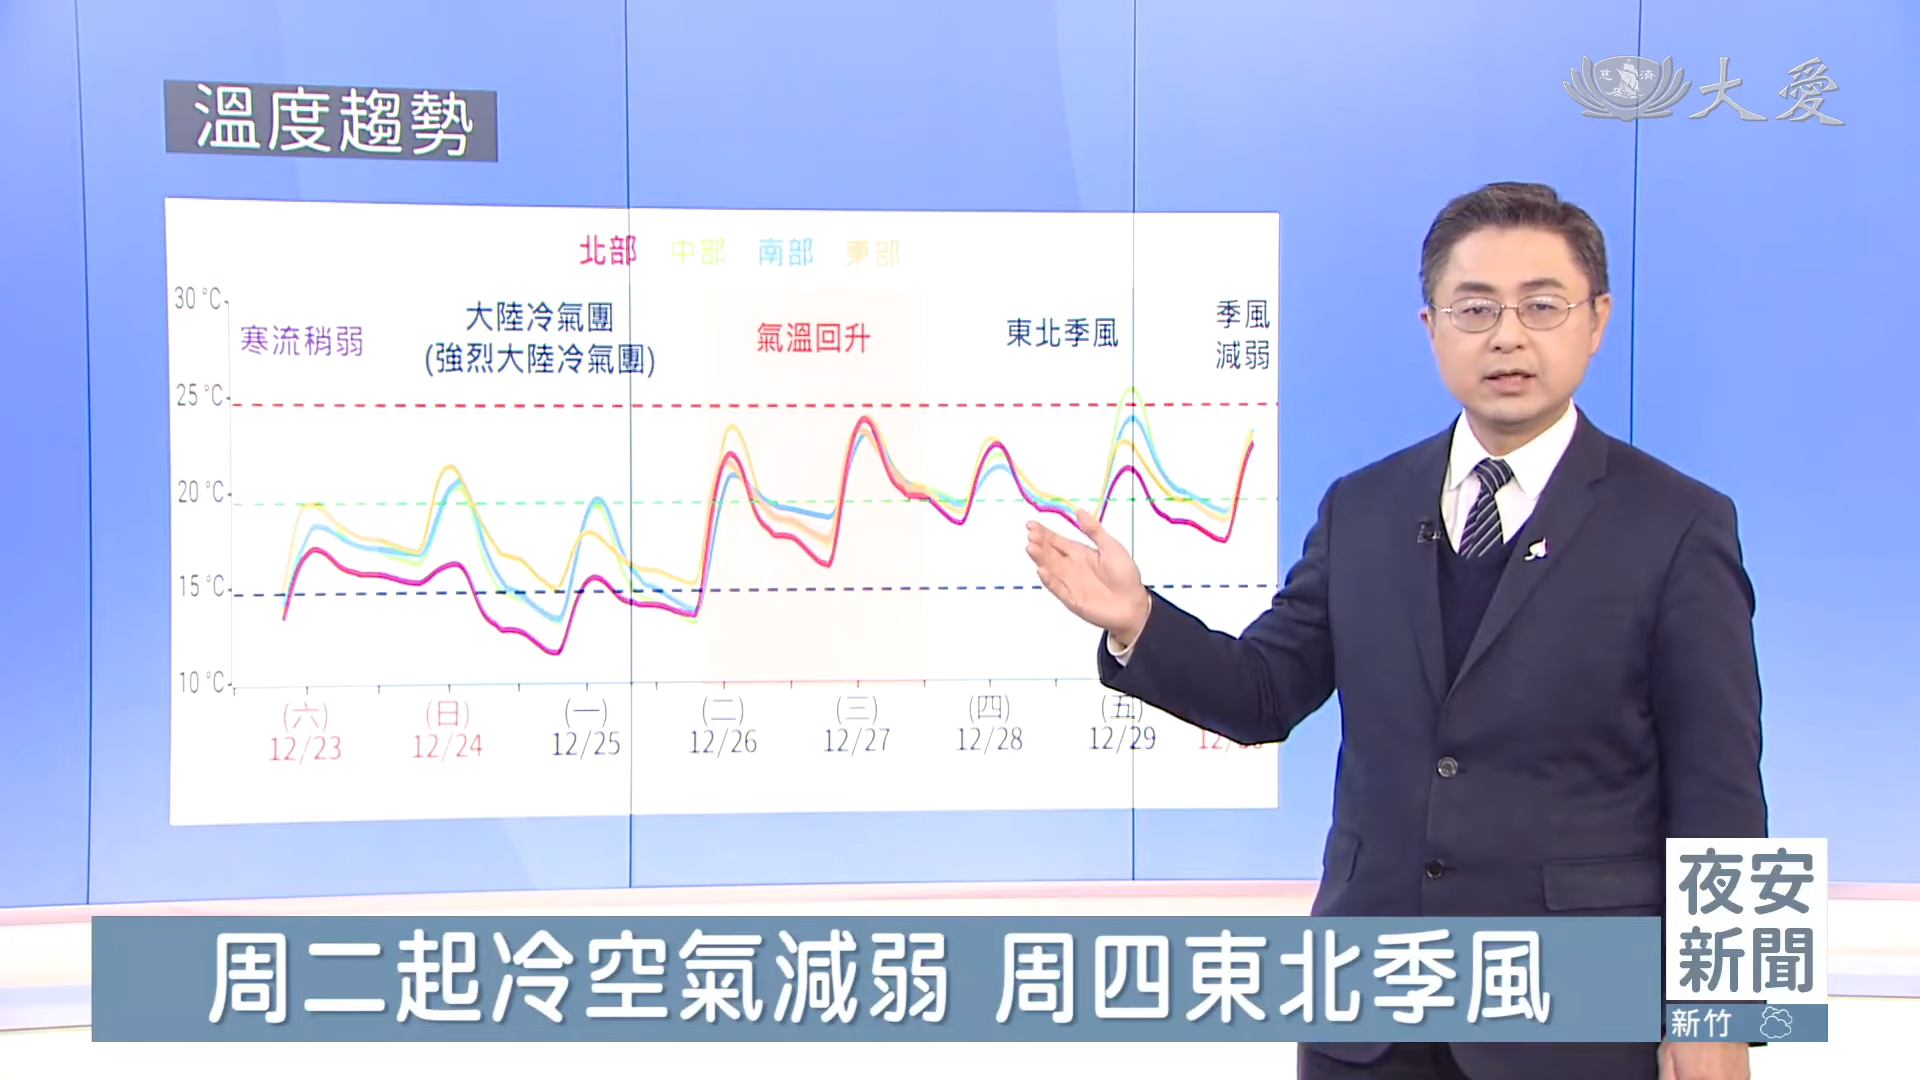 溫度趨勢
慈濟
大愛
北部 中部 南部 東部
30°C
寒流稍弱
大陸冷氣團
(強烈大陸冷氣團)
氣溫回升
東北季風
季風
減弱
25°C
20°C
15°C
10°C
(六) (日) (一) (二) (三) (四) (五)
12/23 12/24 12/25 12/26 12/27 12/28 12/29
周二起冷空氣減弱 周四東北季風
夜安
新聞
新竹